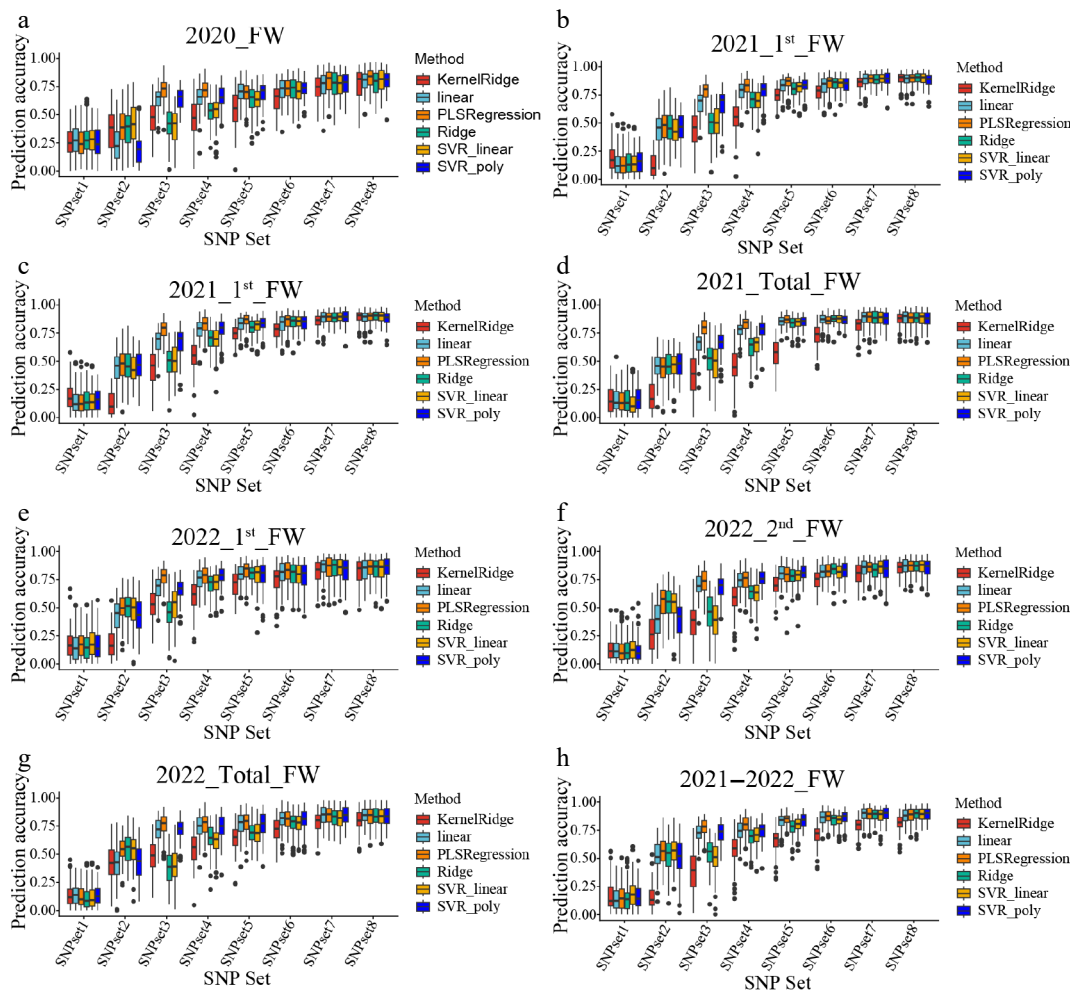 a
2020_FW
Prediction accuracy
1.00
0.75
0.50
0.25
0.00
SNPset1
SNPset2
SNPset3
SNPset4
SNPset5
SNPset6
SNPset7
SNPset8
SNP Set
Method
KernelRidge
linear
PLSRegression
Ridge
SVR_linear
SVR_poly
b
2021_1st_FW
Prediction accuracy
1.00
0.75
0.50
0.25
0.00
SNPset1
SNPset2
SNPset3
SNPset4
SNPset5
SNPset6
SNPset7
SNPset8
SNP Set
Method
KernelRidge
linear
PLSRegression
Ridge
SVR_linear
SVR_poly
c
2021_1st_FW
Prediction accuracy
1.00
0.75
0.50
0.25
0.00
SNPset1
SNPset2
SNPset3
SNPset4
SNPset5
SNPset6
SNPset7
SNPset8
SNP Set
Method
KernelRidge
linear
PLSRegression
Ridge
SVR_linear
SVR_poly
d
2021_Total_FW
Prediction accuracy
1.00
0.75
0.50
0.25
0.00
SNPset1
SNPset2
SNPset3
SNPset4
SNPset5
SNPset6
SNPset7
SNPset8
SNP Set
Method
KernelRidge
linear
PLSRegression
Ridge
SVR_linear
SVR_poly
e
2022_1st_FW
Prediction accuracy
1.00
0.75
0.50
0.25
0.00
SNPset1
SNPset2
SNPset3
SNPset4
SNPset5
SNPset6
SNPset7
SNPset8
SNP Set
Method
KernelRidge
linear
PLSRegression
Ridge
SVR_linear
SVR_poly
f
2022_2nd_FW
Prediction accuracy
1.00
0.75
0.50
0.25
0.00
SNPset1
SNPset2
SNPset3
SNPset4
SNPset5
SNPset6
SNPset7
SNPset8
SNP Set
Method
KernelRidge
linear
PLSRegression
Ridge
SVR_linear
SVR_poly
g
2022_Total_FW
Prediction accuracy
1.00
0.75
0.50
0.25
0.00
SNPset1
SNPset2
SNPset3
SNPset4
SNPset5
SNPset6
SNPset7
SNPset8
SNP Set
Method
KernelRidge
linear
PLSRegression
Ridge
SVR_linear
SVR_poly
h
2021−2022_FW
Prediction accuracy
1.00
0.75
0.50
0.25
0.00
SNPset1
SNPset2
SNPset3
SNPset4
SNPset5
SNPset6
SNPset7
SNPset8
SNP Set
Method
KernelRidge
linear
PLSRegression
Ridge
SVR_linear
SVR_poly